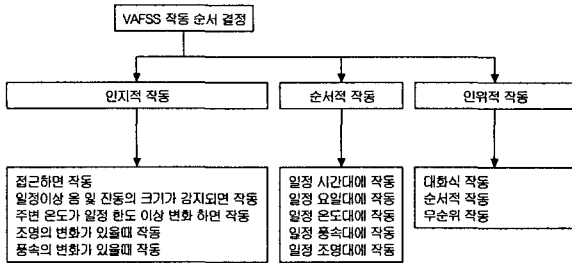 VAFSS 작동 순서 결정
인지적 작동
순서적 작동
인위적 작동
접근하면 작동
일정이상 음 및 진동의 크기가 감지되면 작동
주변 온도가 일정 한도 이상 변화 하면 작동
조명의 변화가 있을때 작동
풍속의 변화가 있을때 작동
일정 시간대에 작동
일정 요일대에 작동
일정 온도대에 작동
일정 풍속대에 작동
일정 조명대에 작동
대화식 작동
순서적 작동
무순위 작동